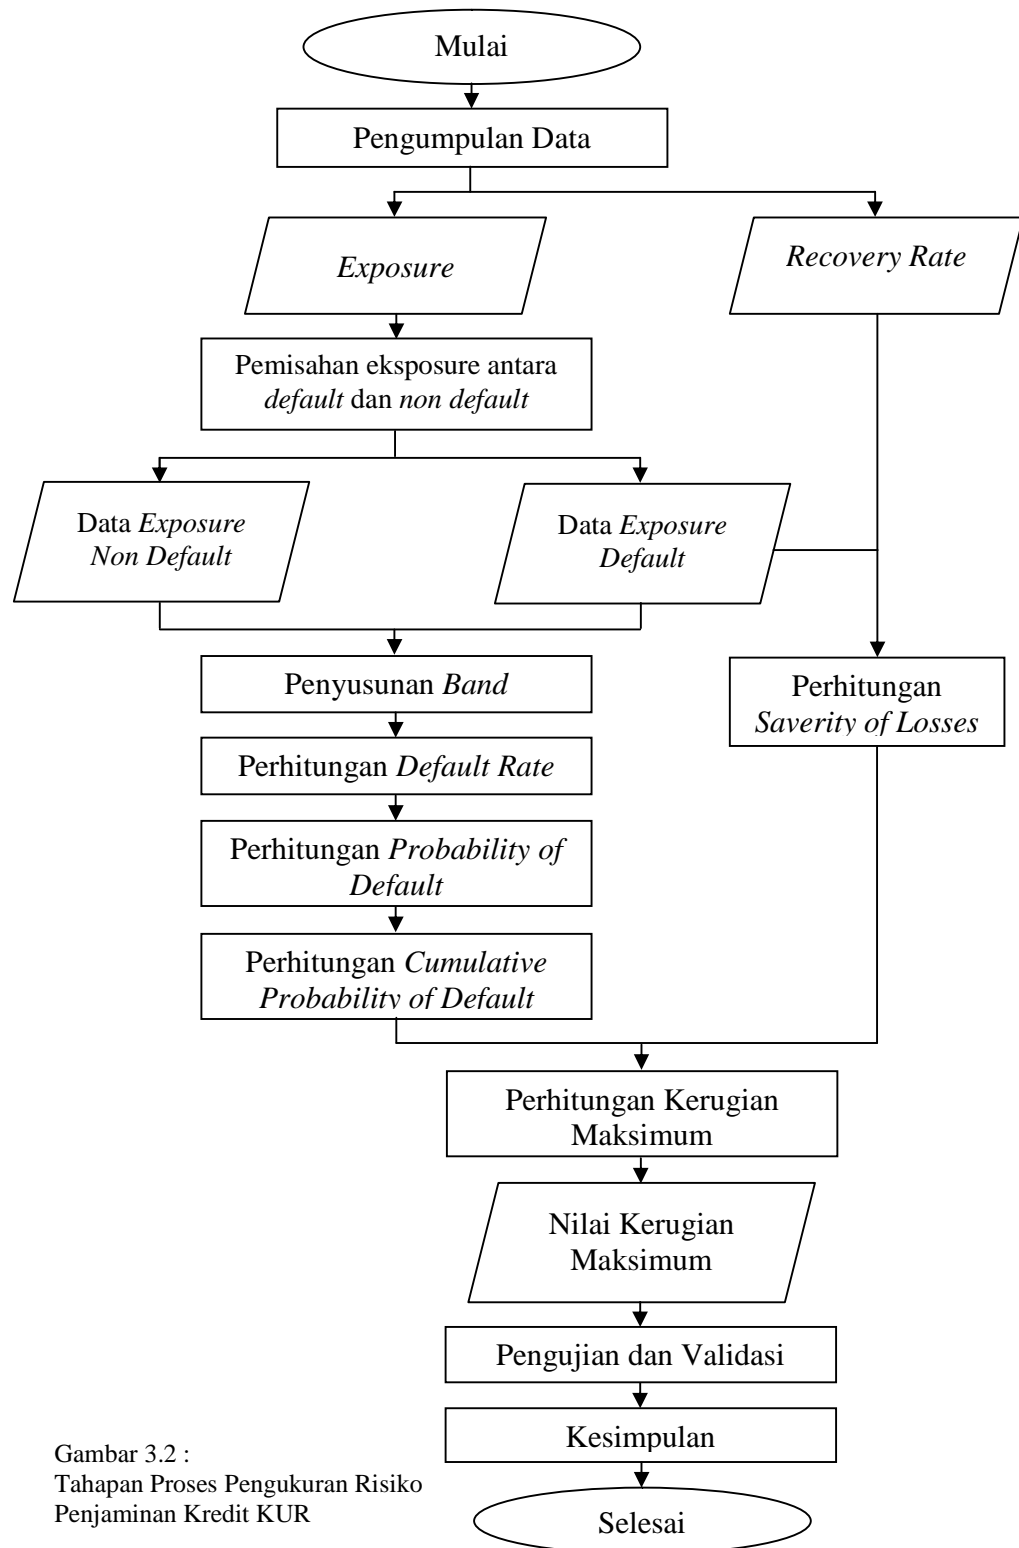 Mulai
Pengumpulan Data
Exposure
Recovery Rate
Pemisahan eksposure antara
default dan non default
Data Exposure
Non Default
Data Exposure
Default
Penyusunan Band
Perhitungan
Saverity of Losses
Perhitungan Default Rate
Perhitungan Probability of
Default
Perhitungan Cumulative
Probability of Default
Perhitungan Kerugian
Maksimum
Nilai Kerugian
Maksimum
Pengujian dan Validasi
Kesimpulan
Gambar 3.2 :
Tahapan Proses Pengukuran Risiko
Penjaminan Kredit KUR
Selesai